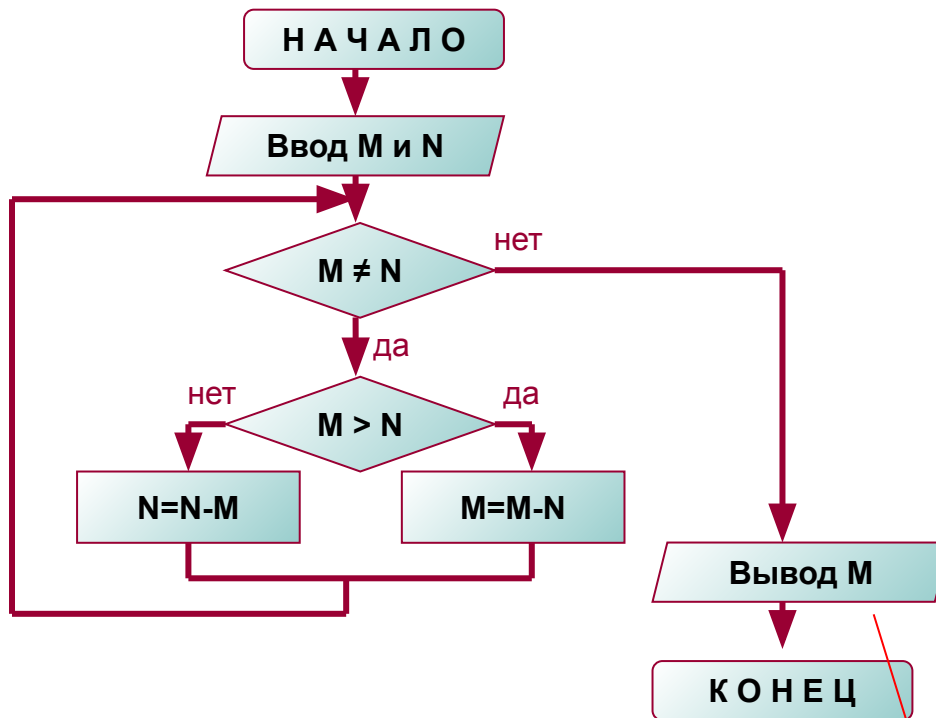 Н А Ч А Л О
Ввод M и N
M ≠ N
нет
да
M > N
нет
да
N=N-M
M=M-N
Вывод M
К О Н Е Ц